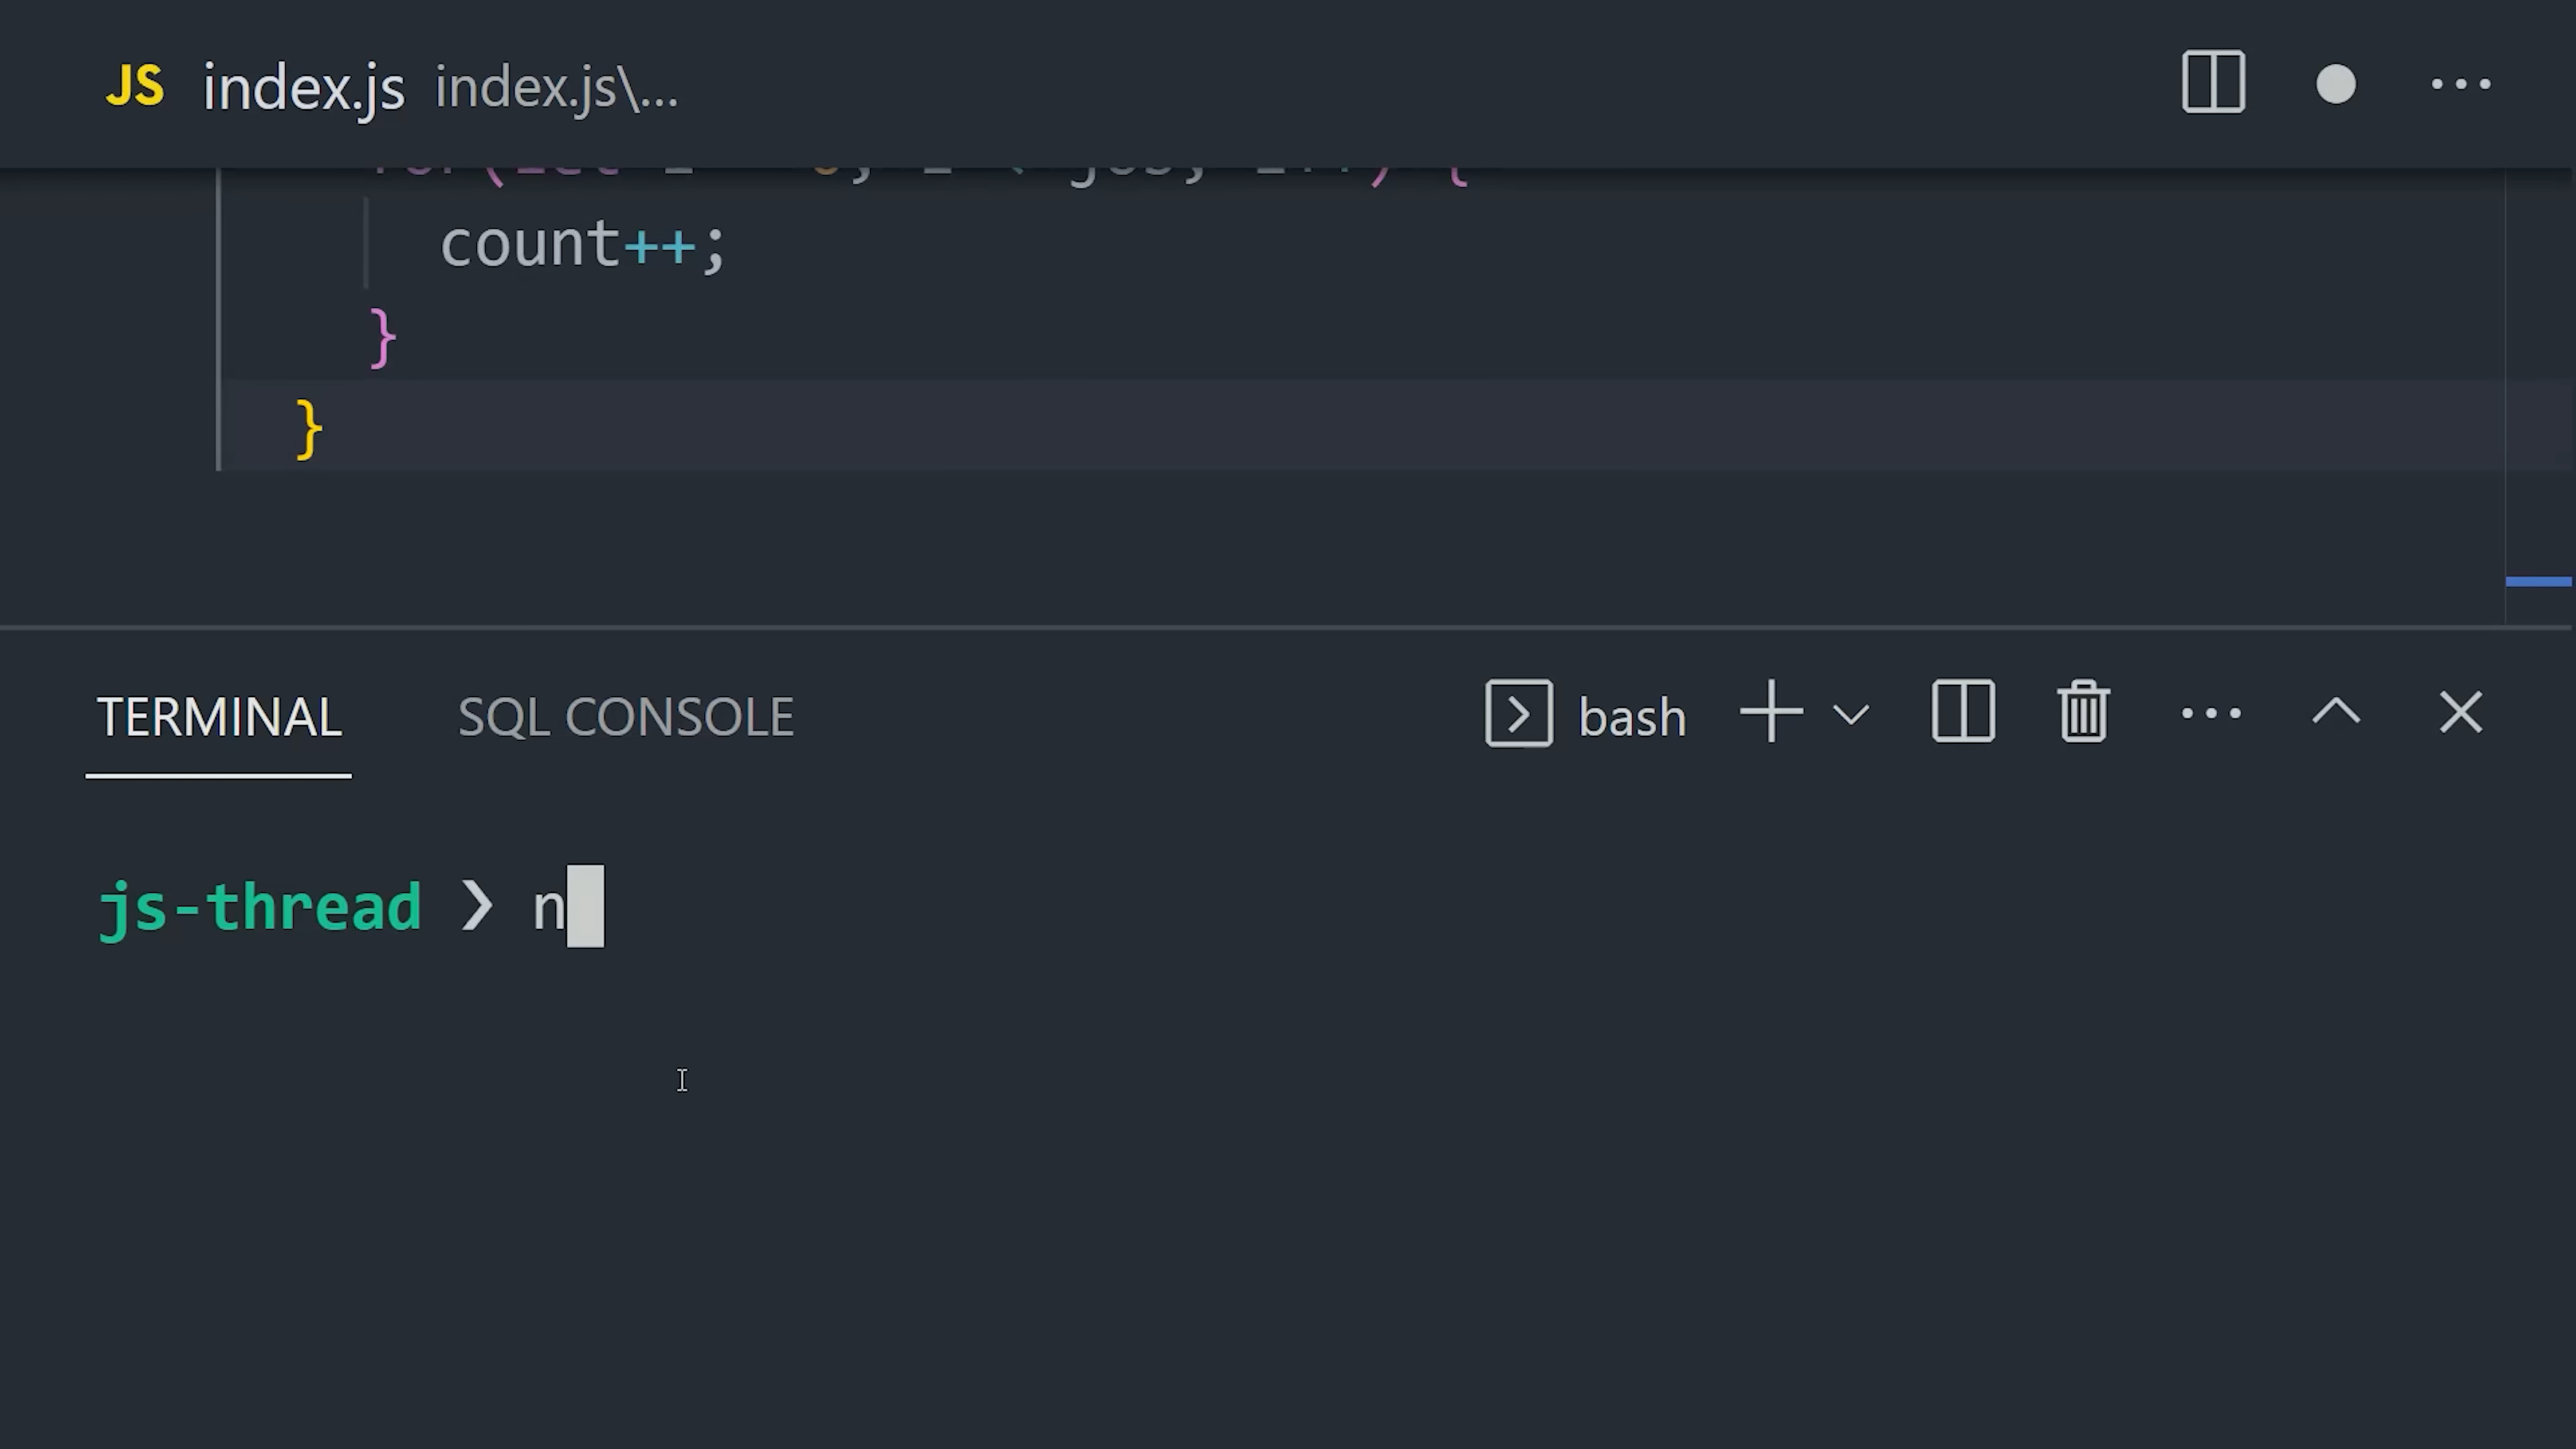 JS index.js index.js\...
count++;
}
}
TERMINAL SQL CONSOLE bash
js-thread ❯ n